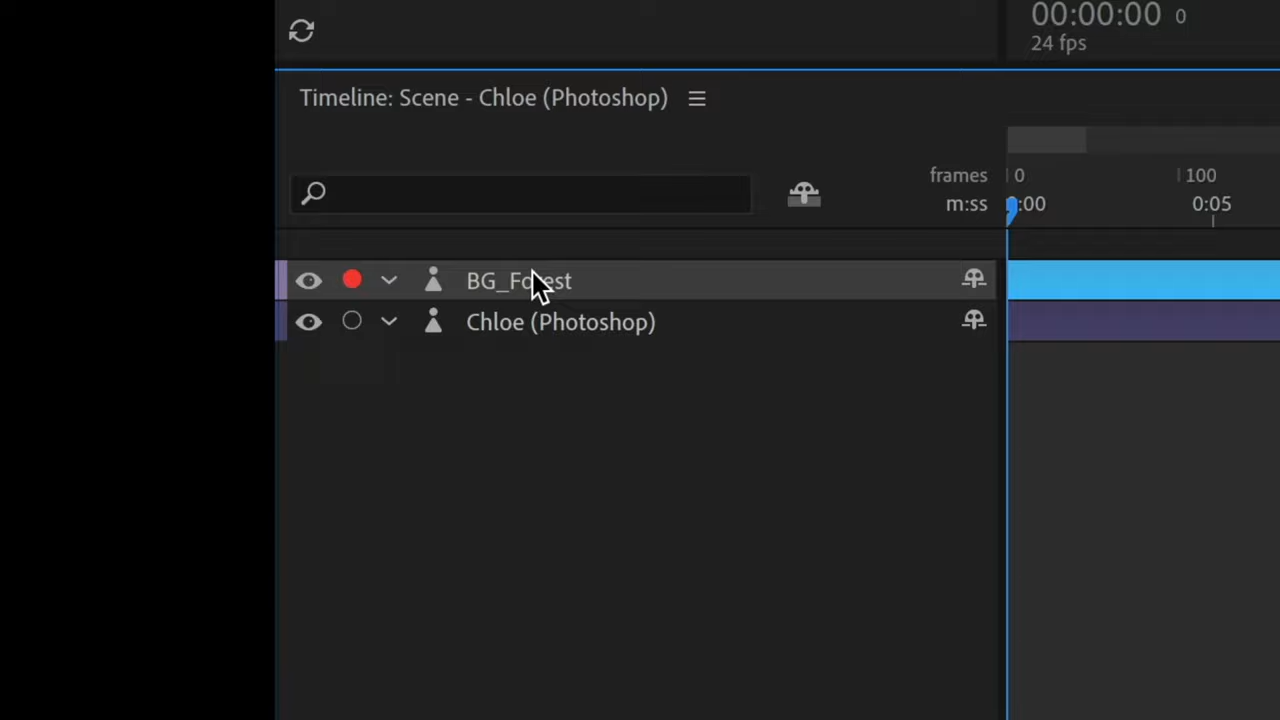 00:00:00 0
24 fps
Timeline: Scene - Chloe (Photoshop)
frames 0 100
m:ss 0:00 0:05
BG_Forest
Chloe (Photoshop)